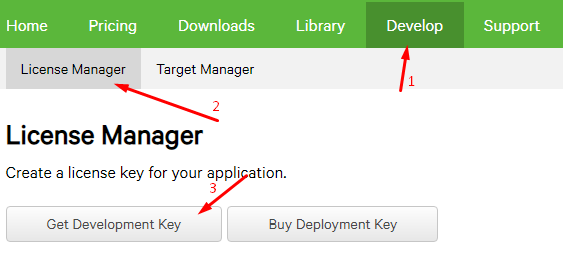 Home Pricing Downloads Library Develop Support
1
License Manager Target Manager
2
License Manager
Create a license key for your application.
3
Get Development Key Buy Deployment Key